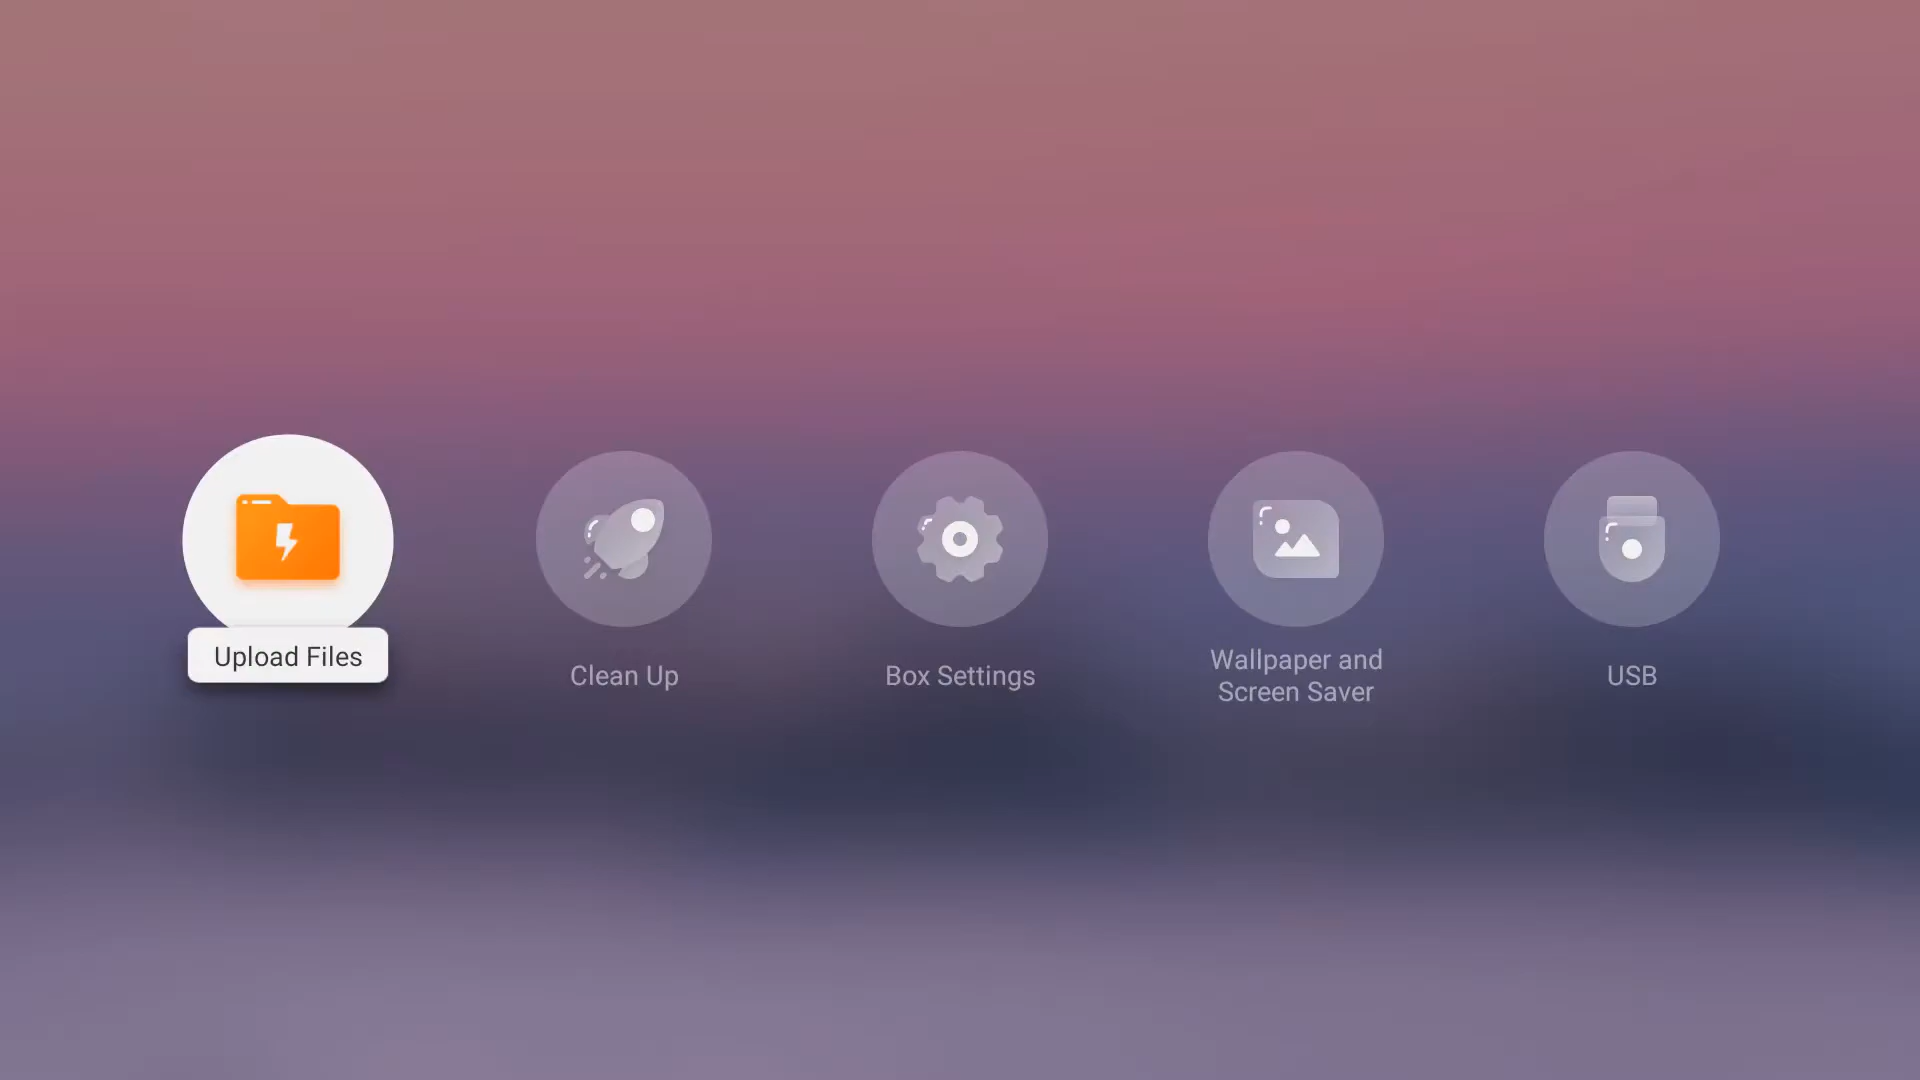 Upload Files
Clean Up
Box Settings
Wallpaper and
Screen Saver
USB